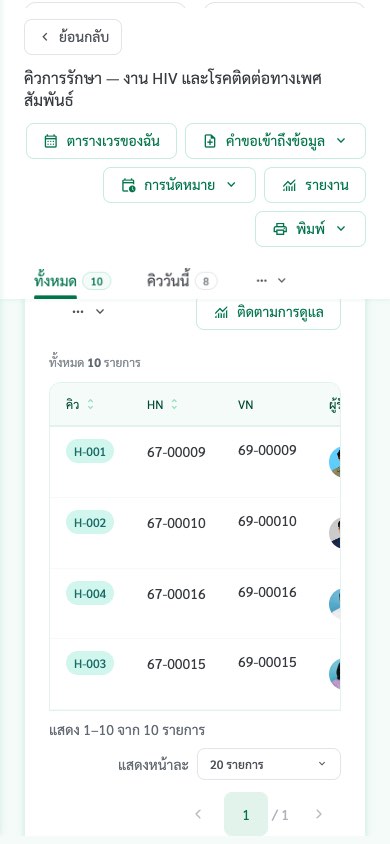 ย้อนกลับ
คิวการรักษา — งาน HIV และโรคติดต่อทางเพศ
สัมพันธ์
ตารางเวรของฉัน คำขอเข้าถึงข้อมูล
การนัดหมาย รายงาน
พิมพ์
ทั้งหมด 10 คิววันนี้ 8 ...
... ติดตามการดูแล
ทั้งหมด 10 รายการ
คิว HN VN
H-001 67-00009 69-00009
H-002 67-00010 69-00010
H-004 67-00016 69-00016
H-003 67-00015 69-00015
แสดง 1–10 จาก 10 รายการ
แสดงหน้าละ 20 รายการ
1 / 1